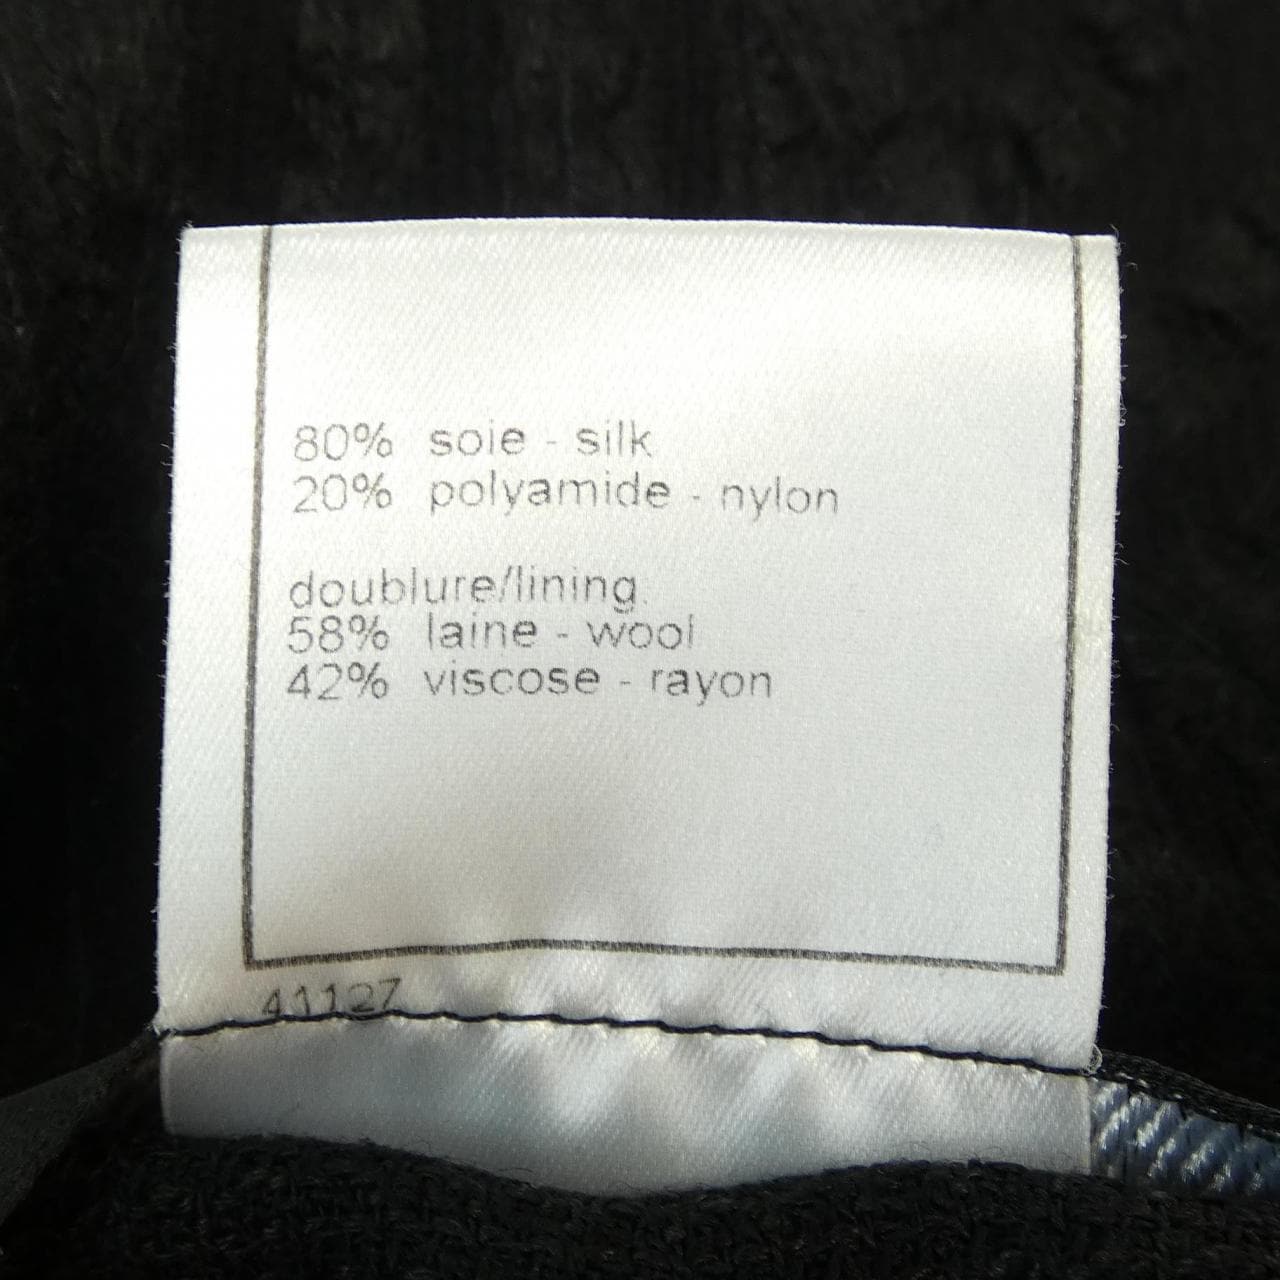 80% soie - silk
20% polyamide - nylon
doublure/lining.
58% laine - wool
42% viscose - rayon
41127